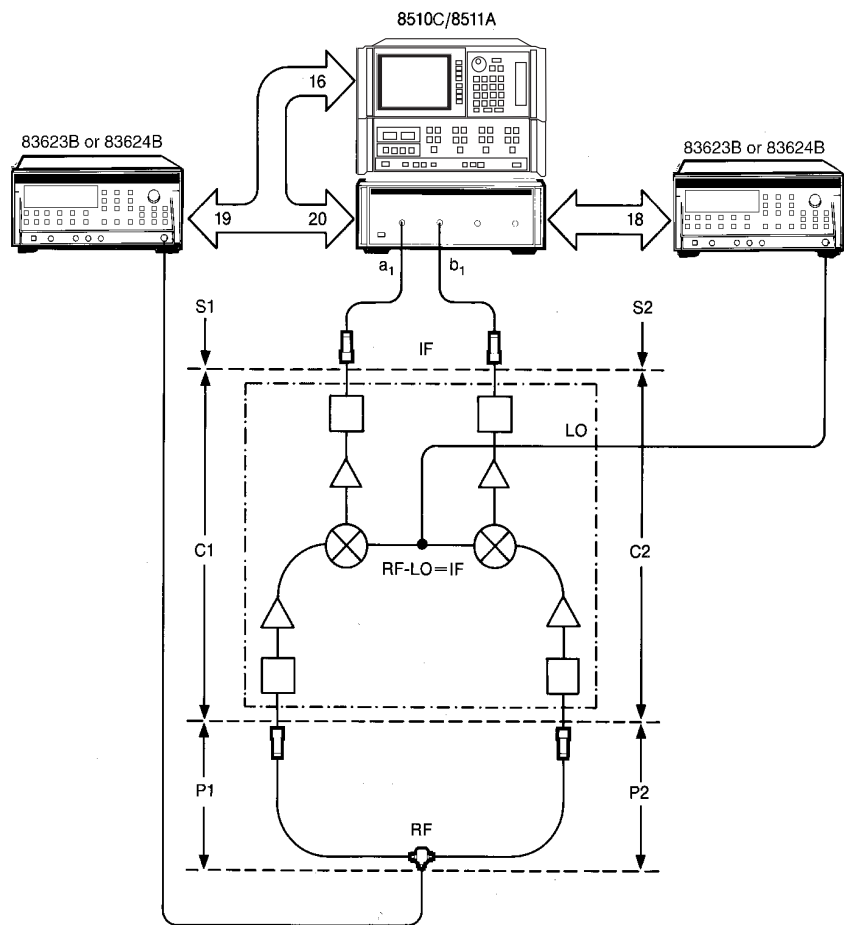 8510C/8511A
16
83623B or 83624B
83623B or 83624B
19
20
18
a1
b1
S1
S2
IF
LO
C1
C2
RF-LO=IF
P1
P2
RF